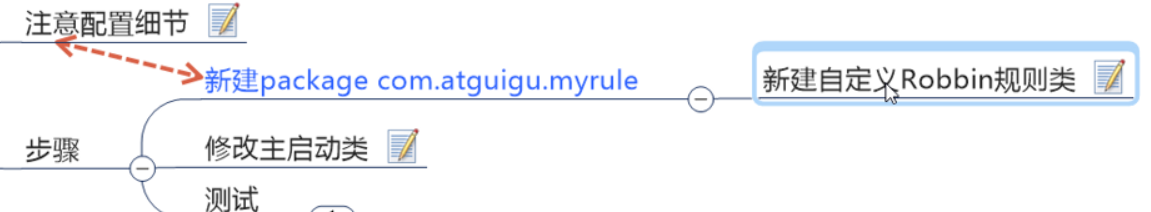 注意配置细节
新建package com.atguigu.myrule
新建自定义Robbin规则类
步骤
修改主启动类
测试